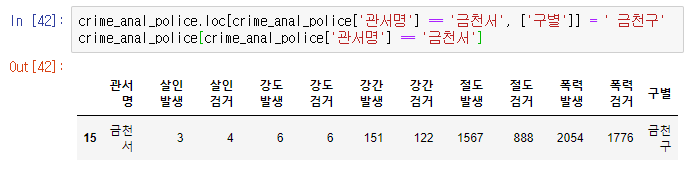 In [42]: crime_anal_police.loc[crime_anal_police['관서명'] == '금천서', ['구별']] = ' 금천구'
crime_anal_police[crime_anal_police['관서명'] == '금천서']
Out[42]:
관서명 살인 발생 살인 검거 강도 발생 강도 검거 강간 발생 강간 검거 절도 발생 절도 검거 폭력 발생 폭력 검거 구별
15 금천서 3 4 6 6 151 122 1567 888 2054 1776 금천구